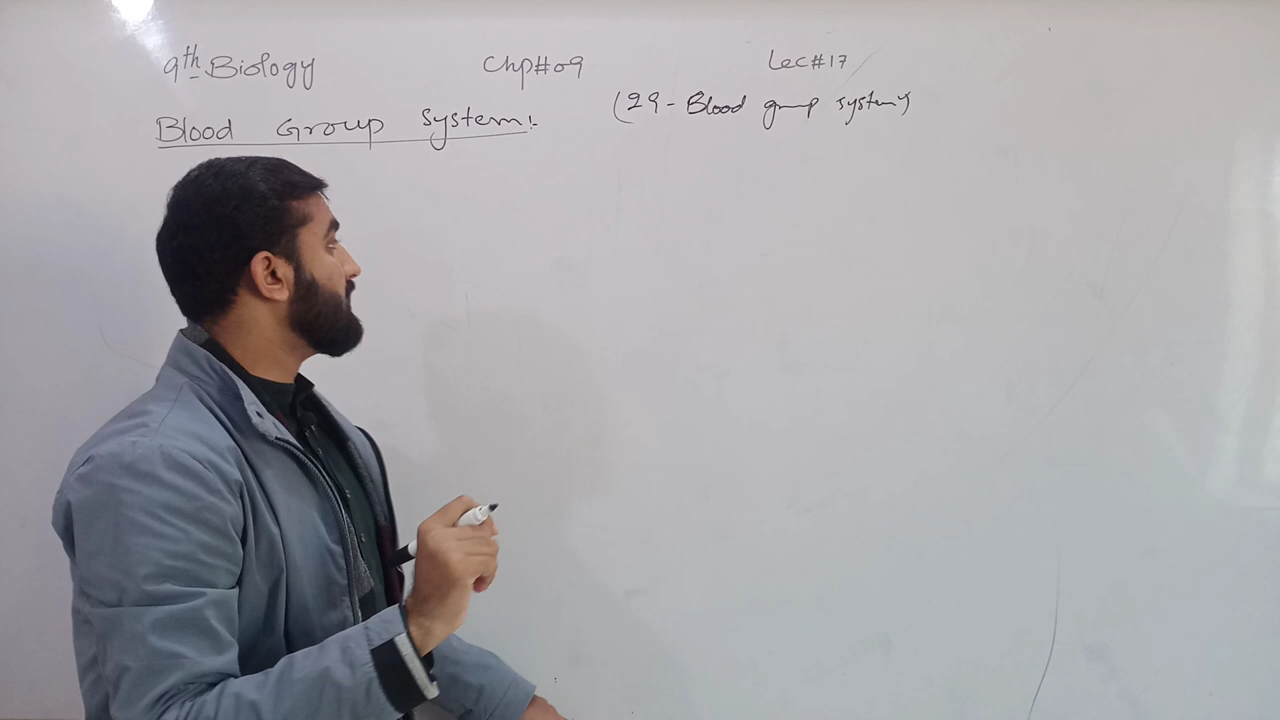 9th Biology Chp#09 Lec#17
Blood Group System:- (29 - Blood group systems)